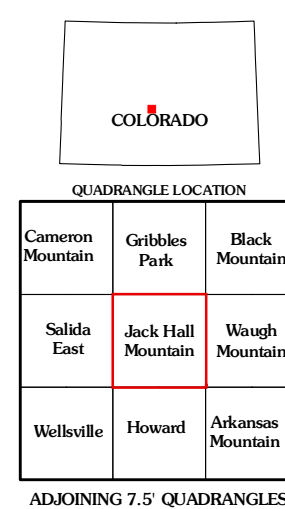 COLORADO
QUADRANGLE LOCATION
Cameron
Mountain
Gribbles
Park
Black
Mountain
Salida
East
Jack Hall
Mountain
Waugh
Mountain
Wellsville
Howard
Arkansas
Mountain
ADJOINING 7.5' QUADRANGLES